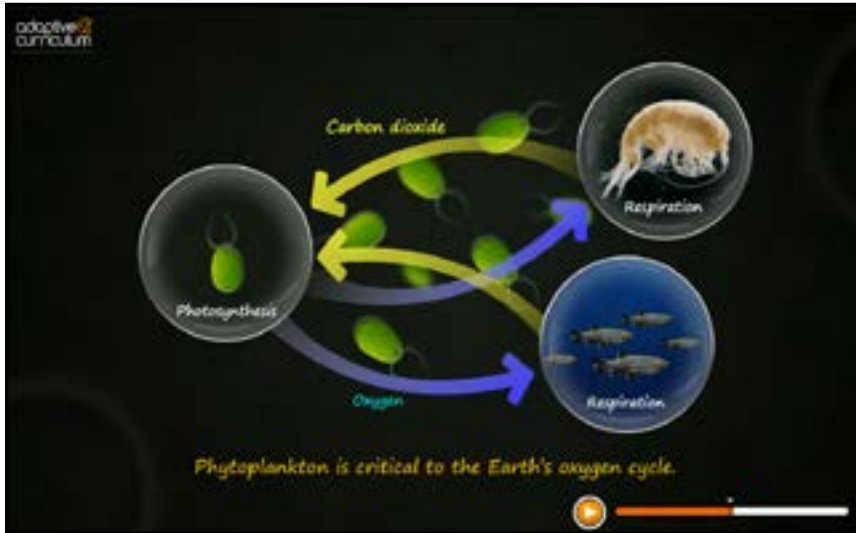 adaptive
curriculum
Carbon dioxide
Respiration
Photosynthesis
Oxygen
Respiration
Phytoplankton is critical to the Earth's oxygen cycle.